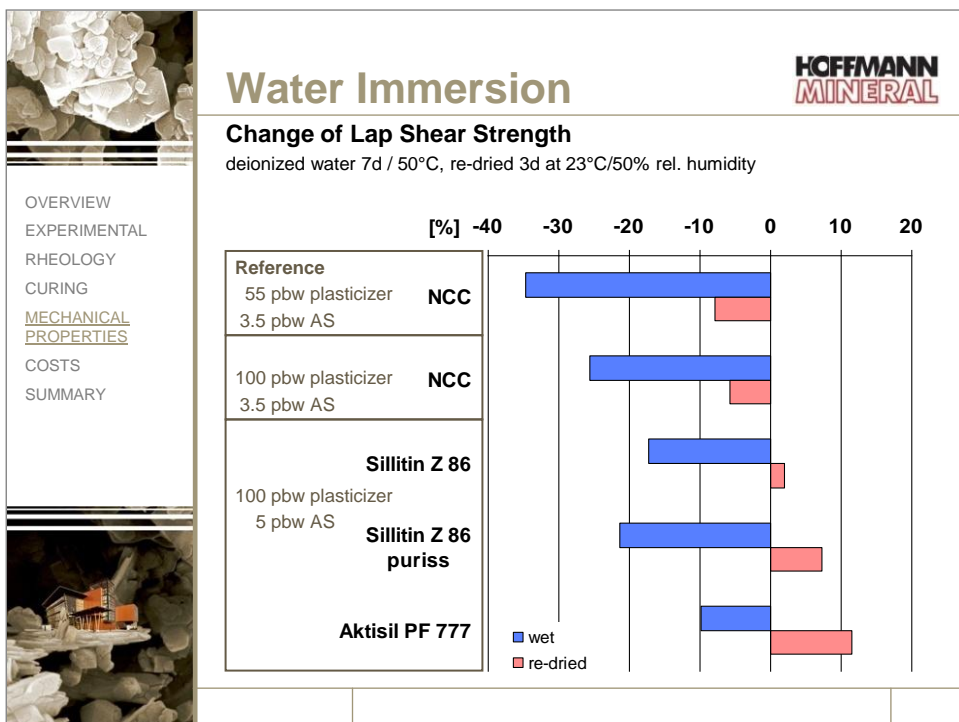 Water Immersion
HOFFMANN
MINERAL
Change of Lap Shear Strength
deionized water 7d / 50°C, re-dried 3d at 23°C/50% rel. humidity
OVERVIEW
EXPERIMENTAL
RHEOLOGY
CURING
MECHANICAL
PROPERTIES
COSTS
SUMMARY
[%] -40 -30 -20 -10 0 10 20
Reference
55 pbw plasticizer NCC
3.5 pbw AS
100 pbw plasticizer NCC
3.5 pbw AS
Sillitin Z 86
100 pbw plasticizer
5 pbw AS
Sillitin Z 86
puriss
Aktisil PF 777
wet
re-dried